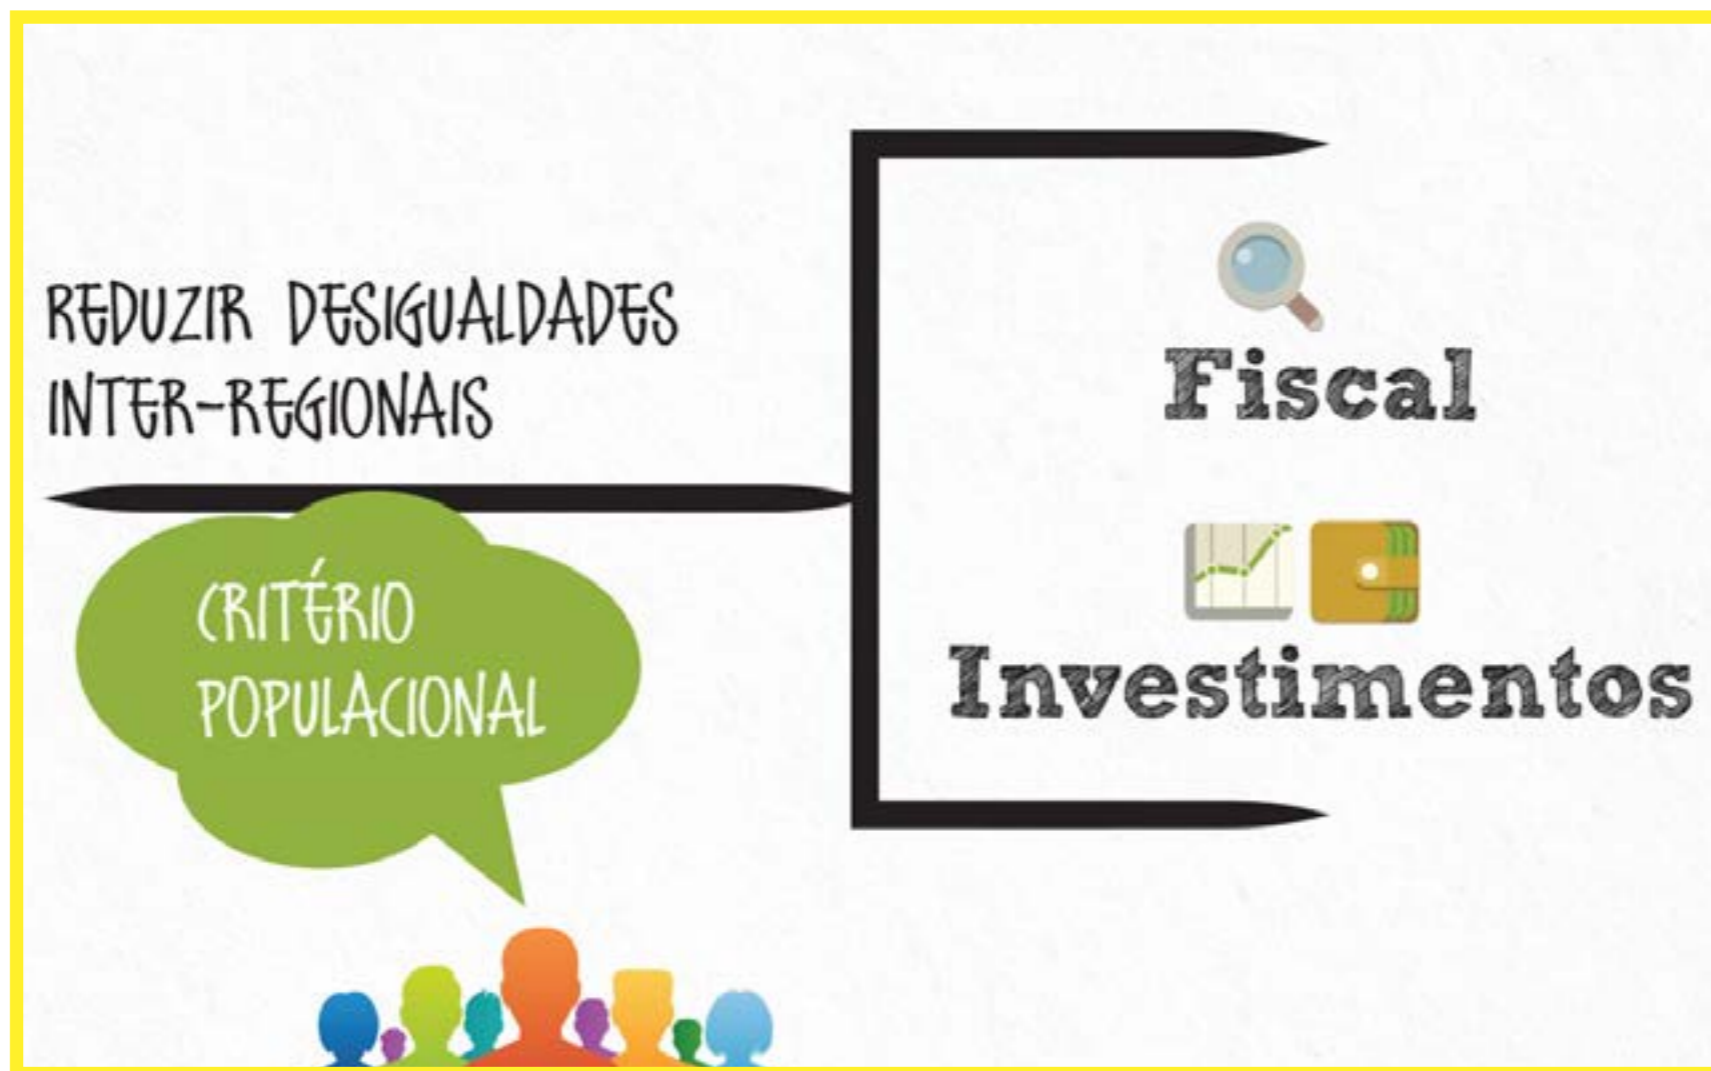 REDUZIR DESIGUALDADES
INTER-REGIONAIS
CRITÉRIO
POPULACIONAL
Fiscal
Investimentos